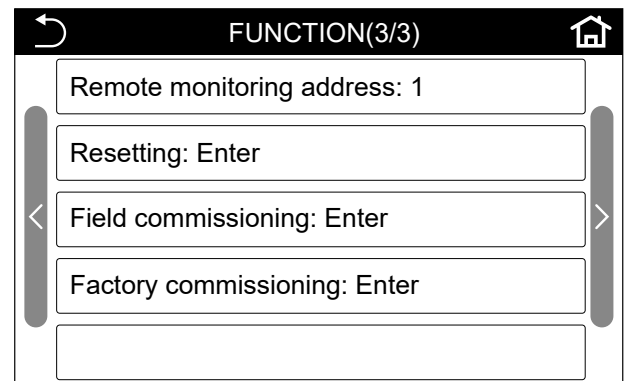 FUNCTION(3/3)
Remote monitoring address: 1
Resetting: Enter
Field commissioning: Enter
Factory commissioning: Enter